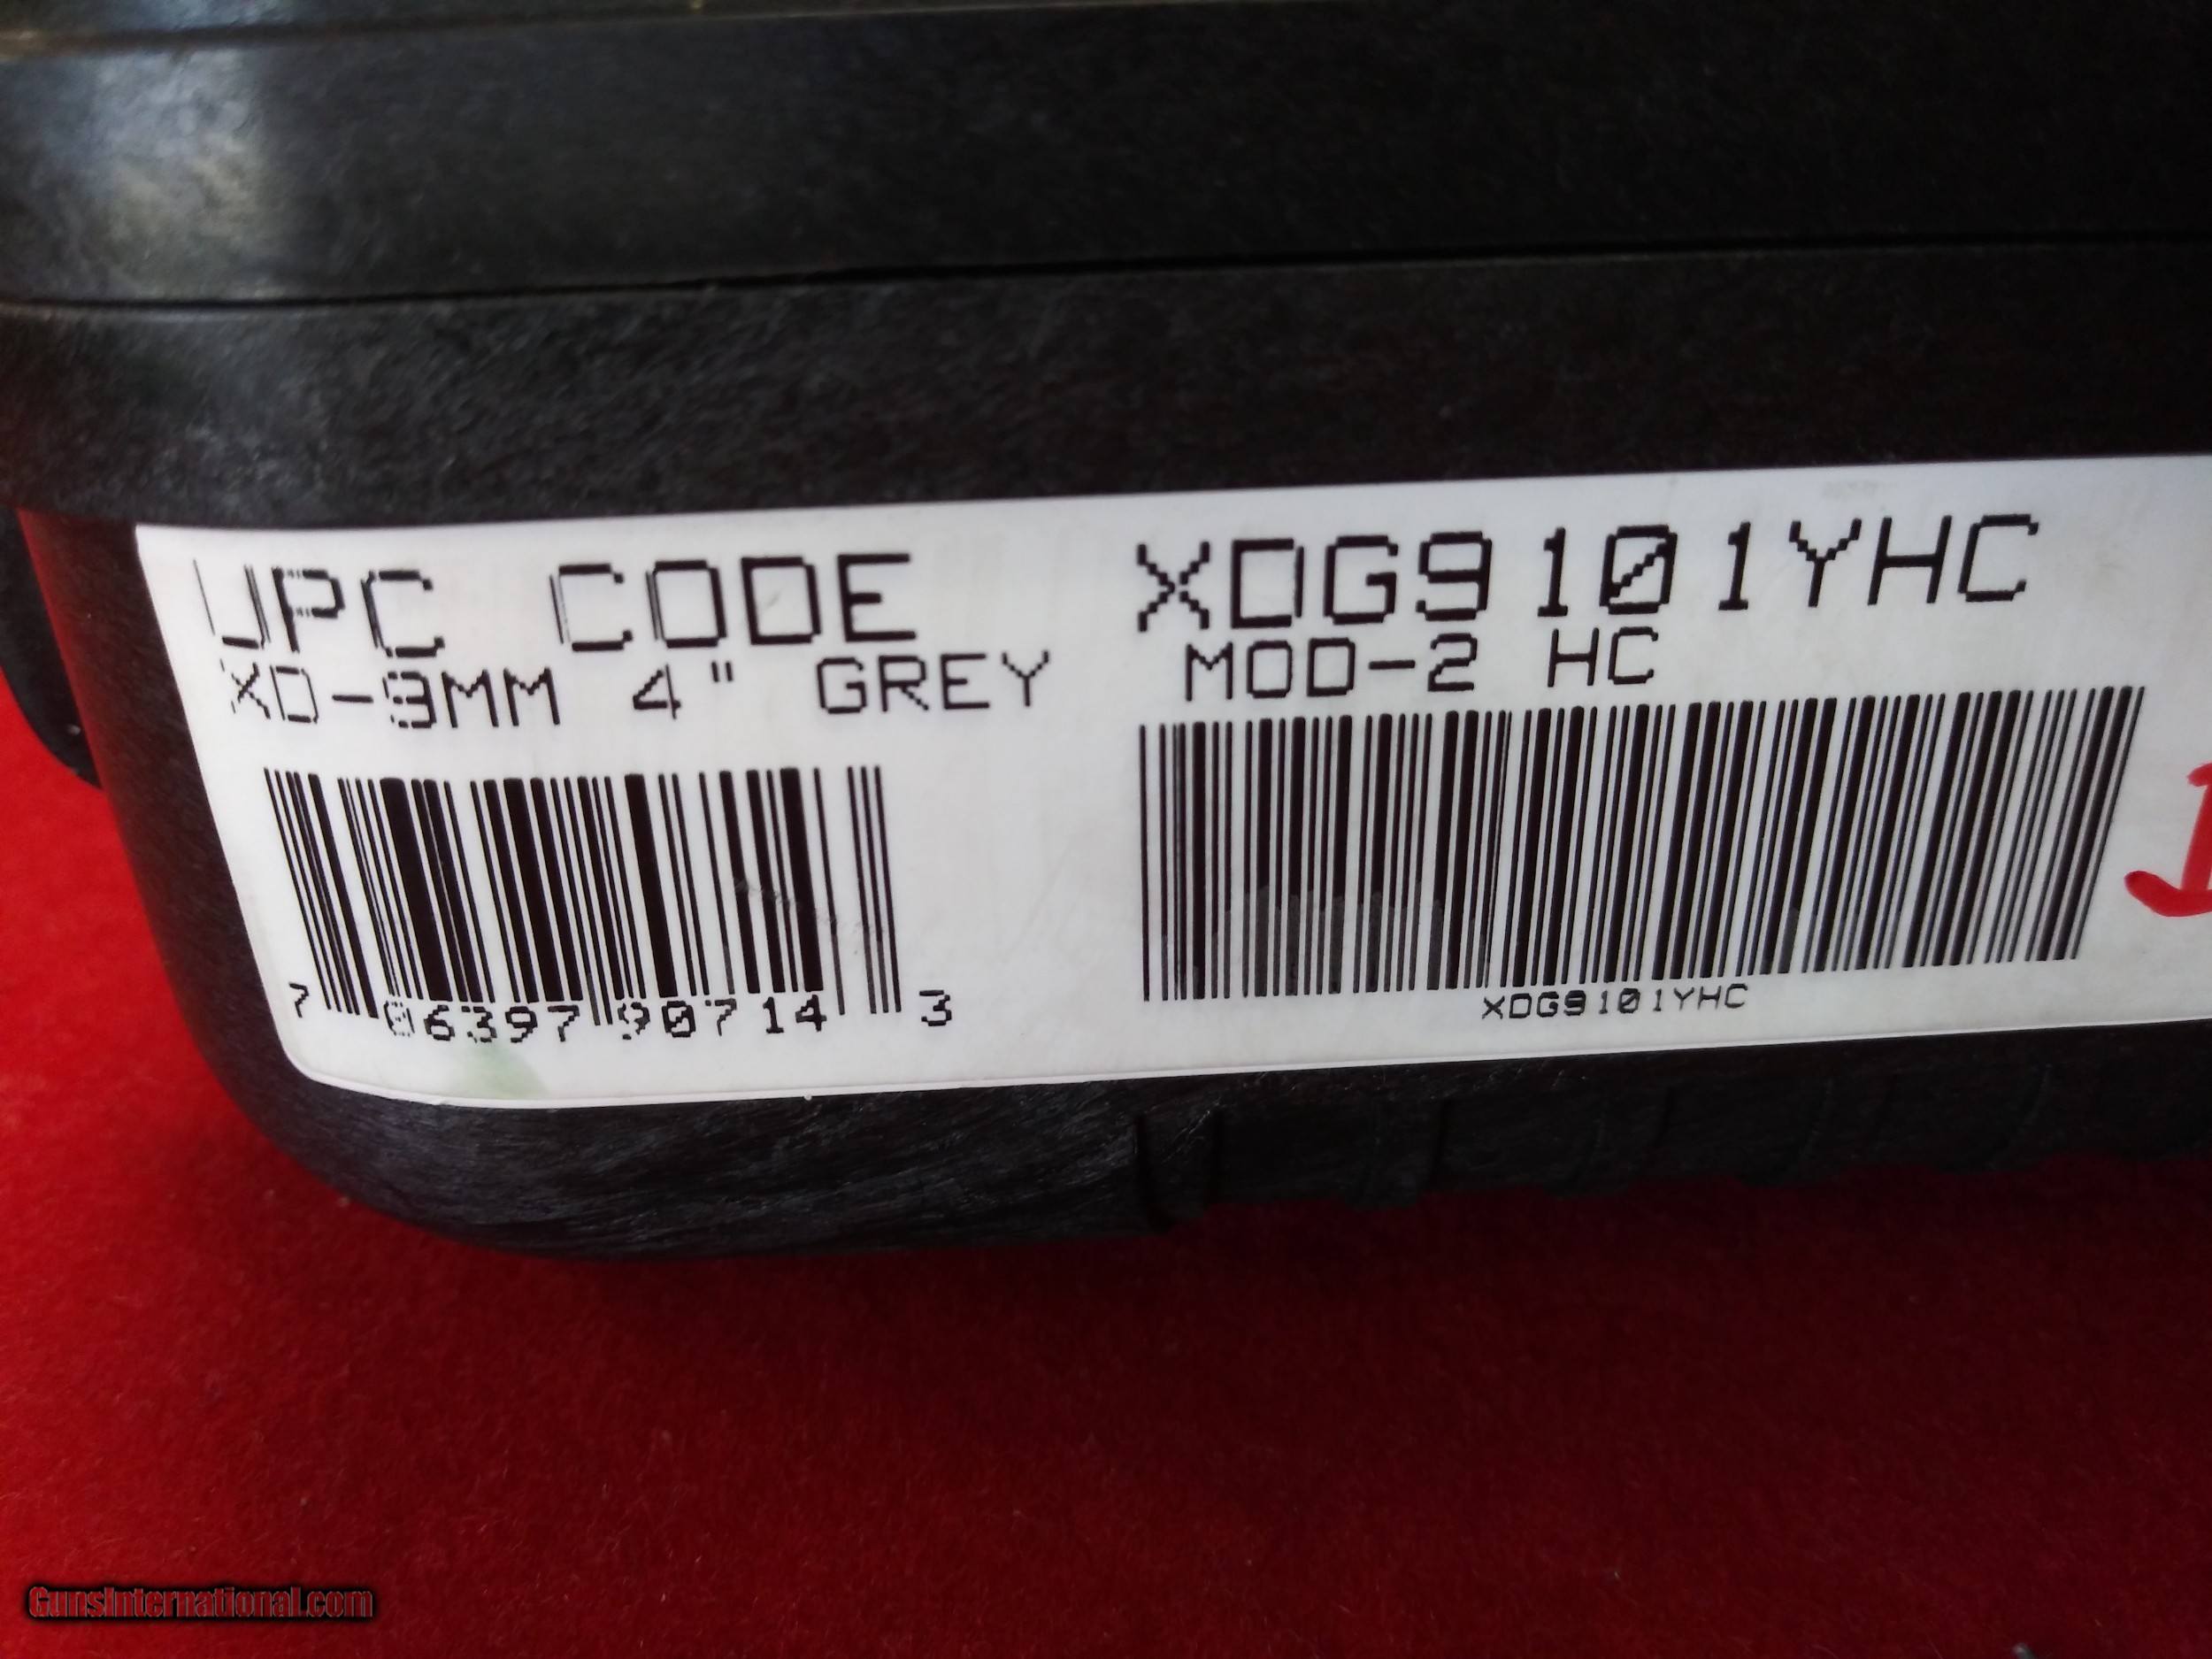 UPC CODE XDG9101YHC
XD-9MM 4" GREY MOD-2 HC
7 06397 90714 3
XDG9101YHC
GunsInternational.com